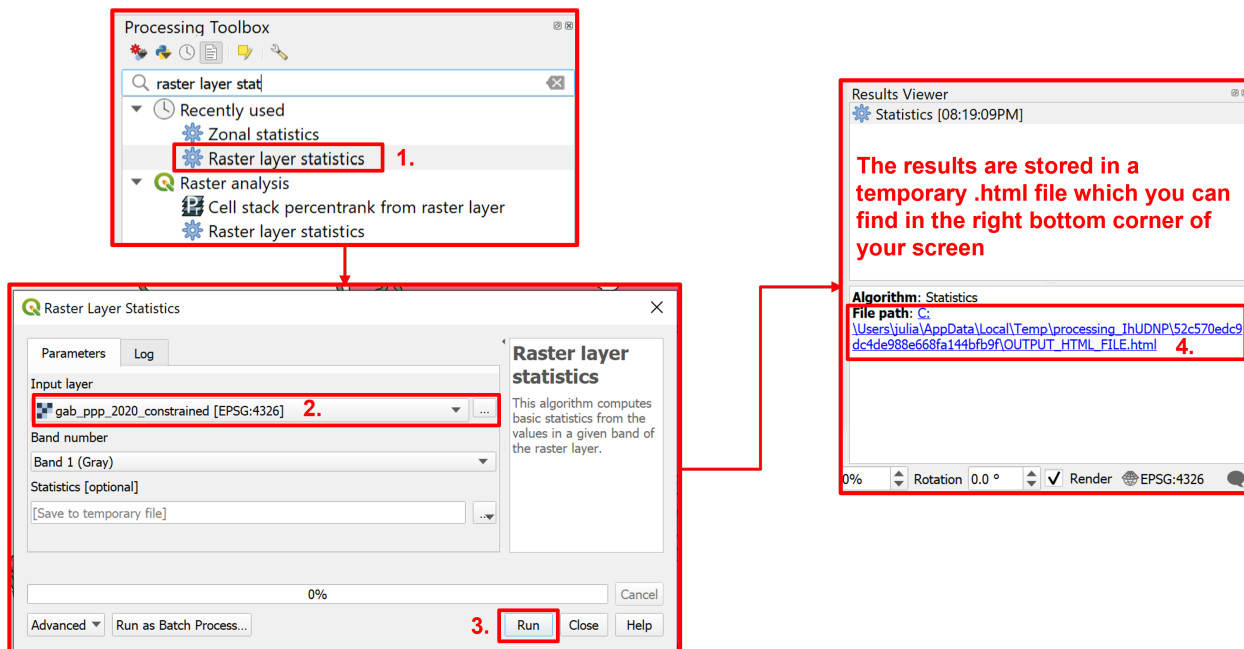 Processing Toolbox
raster layer stat
Recently used
Zonal statistics
Raster layer statistics
1.
Raster analysis
Cell stack percentrank from raster layer
Raster layer statistics
Raster Layer Statistics
Parameters
Log
Input layer
gab_ppp_2020_constrained [EPSG:4326]
2.
...
Band number
Band 1 (Gray)
Statistics [optional]
[Save to temporary file]
...
Raster layer
statistics
This algorithm computes
basic statistics from the
values in a given band of
the raster layer.
0%
Cancel
Advanced
Run as Batch Process...
3.
Run
Close
Help
Results Viewer
Statistics [08:19:09PM]
The results are stored in a
temporary .html file which you can
find in the right bottom corner of
your screen
Algorithm: Statistics
File path: C:
\Users\julia\AppData\Local\Temp\processing_IhUDNP\52c570edc9
dc4de988e668fa144bfb9f\OUTPUT_HTML_FILE.html
4.
0%
Rotation
0.0 °
Render
EPSG:4326